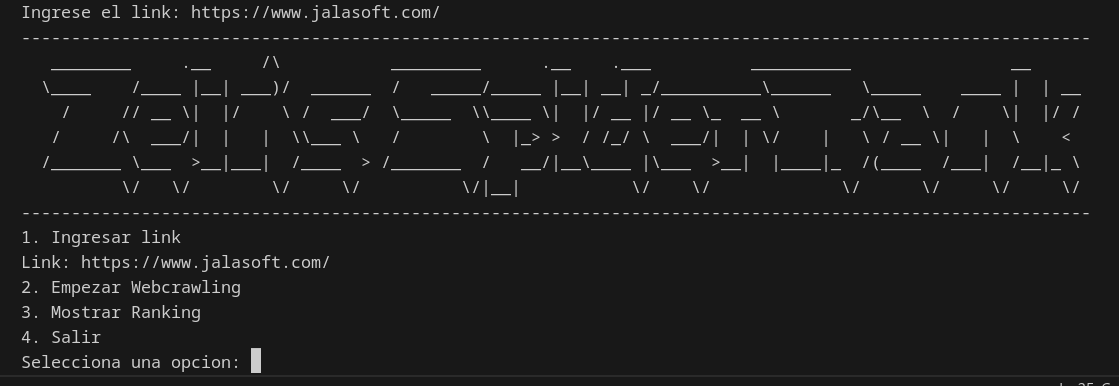 Ingrese el link: https://www.jalasoft.com/
1. Ingresar link
Link: https://www.jalasoft.com/
2. Empezar Webcrawling
3. Mostrar Ranking
4. Salir
Selecciona una opcion: